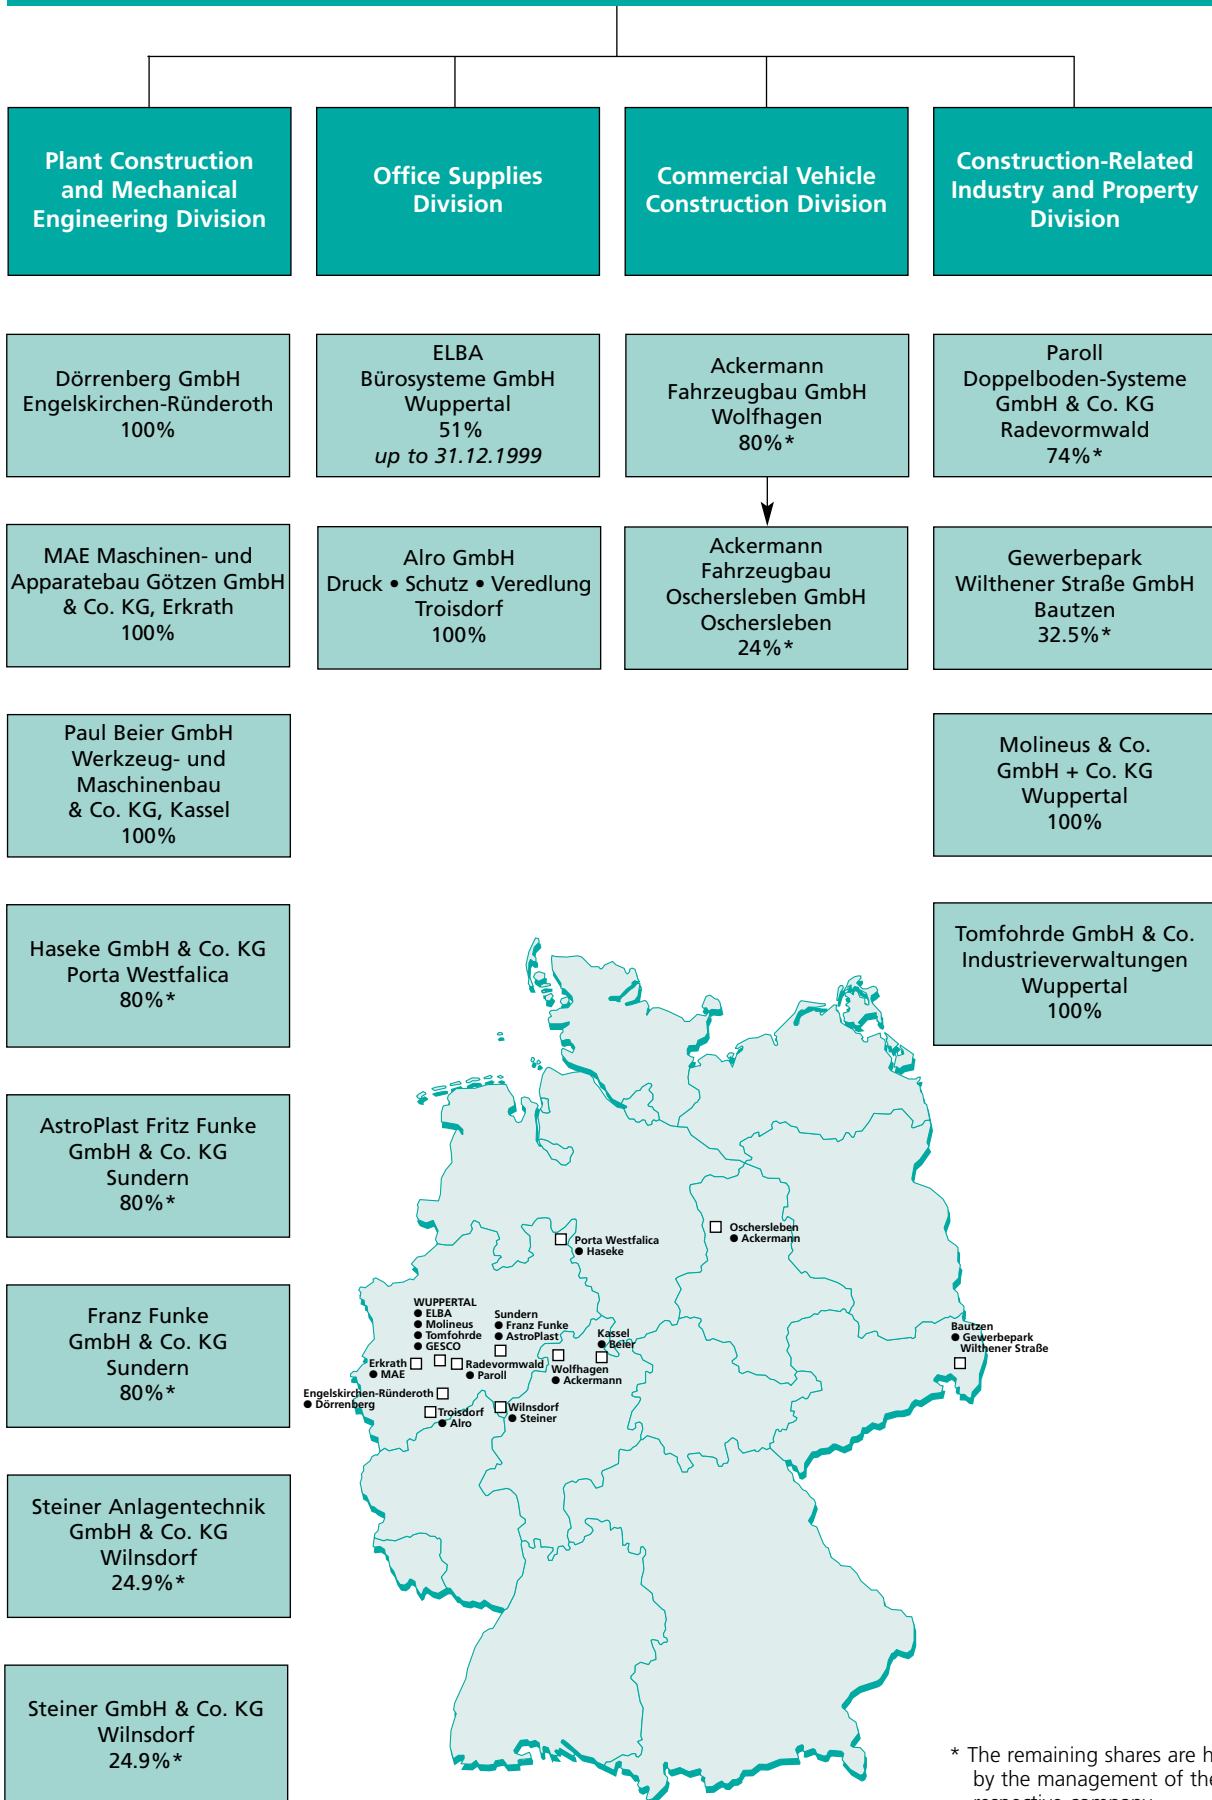 Plant Construction
and Mechanical
Engineering Division
Office Supplies
Division
Commercial Vehicle
Construction Division
Construction-Related
Industry and Property
Division
Dörrenberg GmbH
Engelskirchen-Ründeroth
100%
MAE Maschinen- und
Apparatebau Götzen GmbH
& Co. KG, Erkrath
100%
Paul Beier GmbH
Werkzeug- und
Maschinenbau
& Co. KG, Kassel
100%
Haseke GmbH & Co. KG
Porta Westfalica
80%*
AstroPlast Fritz Funke
GmbH & Co. KG
Sundern
80%*
Franz Funke
GmbH & Co. KG
Sundern
80%*
Steiner Anlagentechnik
GmbH & Co. KG
Wilnsdorf
24.9%*
Steiner GmbH & Co. KG
Wilnsdorf
24.9%*
ELBA
Bürosysteme GmbH
Wuppertal
51%
up to 31.12.1999
Alro GmbH
Druck • Schutz • Veredlung
Troisdorf
100%
Ackermann
Fahrzeugbau GmbH
Wolfhagen
80%*
Ackermann
Fahrzeugbau
Oschersleben GmbH
Oschersleben
24%*
Paroll
Doppelboden-Systeme
GmbH & Co. KG
Radevormwald
74%*
Gewerbepark
Wilthener Straße GmbH
Bautzen
32.5%*
Molineus & Co.
GmbH + Co. KG
Wuppertal
100%
Tomfohrde GmbH & Co.
Industrieverwaltungen
Wuppertal
100%
Oschersleben
● Ackermann
Porta Westfalica
● Haseke
WUPPERTAL
● ELBA
● Molineus
● Tomfohrde
● GESCO
Sundern
● Franz Funke
● AstroPlast
Kassel
● Beier
Bautzen
● Gewerbepark
Wilthener Straße
Erkrath
● MAE
Radevormwald
● Paroll
Wolfhagen
● Ackermann
Engelskirchen-Ründeroth
● Dörrenberg
Troisdorf
● Alro
Wilnsdorf
● Steiner
* The remaining shares are h
by the management of the
respective company